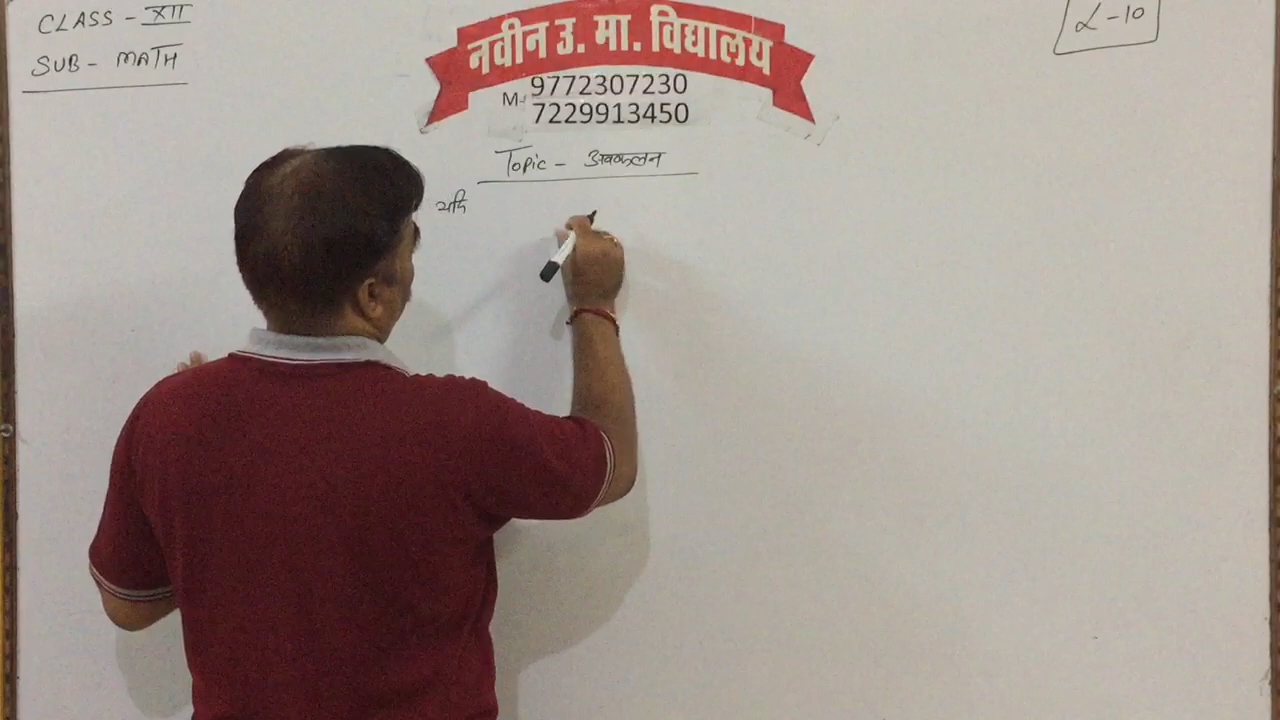 CLASS - XII
SUB - MATH
नवीन उ. मा. विद्यालय
M.: 9772307230
7229913450
L-10
Topic - अवकलन
यदि